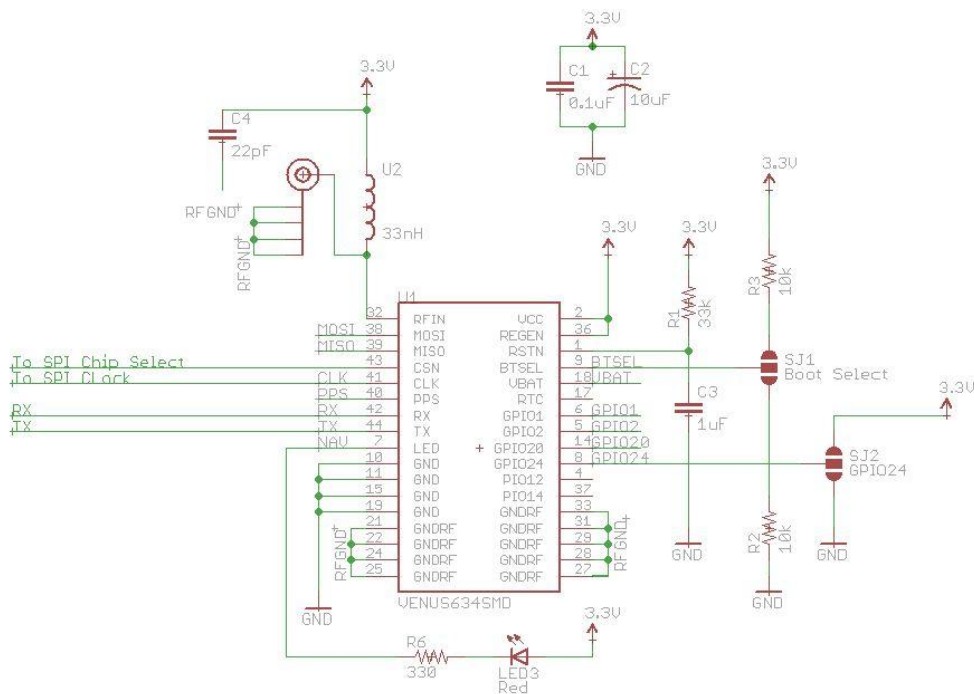 3.3V
3.3V
C1
0.1uF
C2
10uF
GND
C4
22pF
U2
33nH
RFGND
RFGND
3.3V
3.3V
3.3V
R1
33k
R3
10k
U1
32 RFIN VCC 2
MOSI 38 MOSI REGEN 36
MISO 39 MISO RSTN 1
To SPI Chip Select 43 CSN BTSEL 9 BTSEL
To SPI CLock CLK 41 CLK VBAT 18 VBAT
PPS 40 PPS RTC 17
RX RX 42 RX GPIO1 6 GPIO1
TX TX 44 TX GPIO2 5 GPIO2
NAV 7 LED GPIO20 14 GPIO20
10 GND GPIO24 8 GPIO24
11 GND PIO12 4
15 GND PIO14 37
19 GND GNDRF 33
21 GNDRF GNDRF 31
22 GNDRF GNDRF 29
24 GNDRF GNDRF 28
25 GNDRF GNDRF 27
RFGND
RFGND
VENUS634SMD
SJ1
Boot Select
C3
1uF
3.3V
SJ2
GPIO24
R2
10k
GND
GND
GND
GND
3.3V
R6
330
LED3
Red